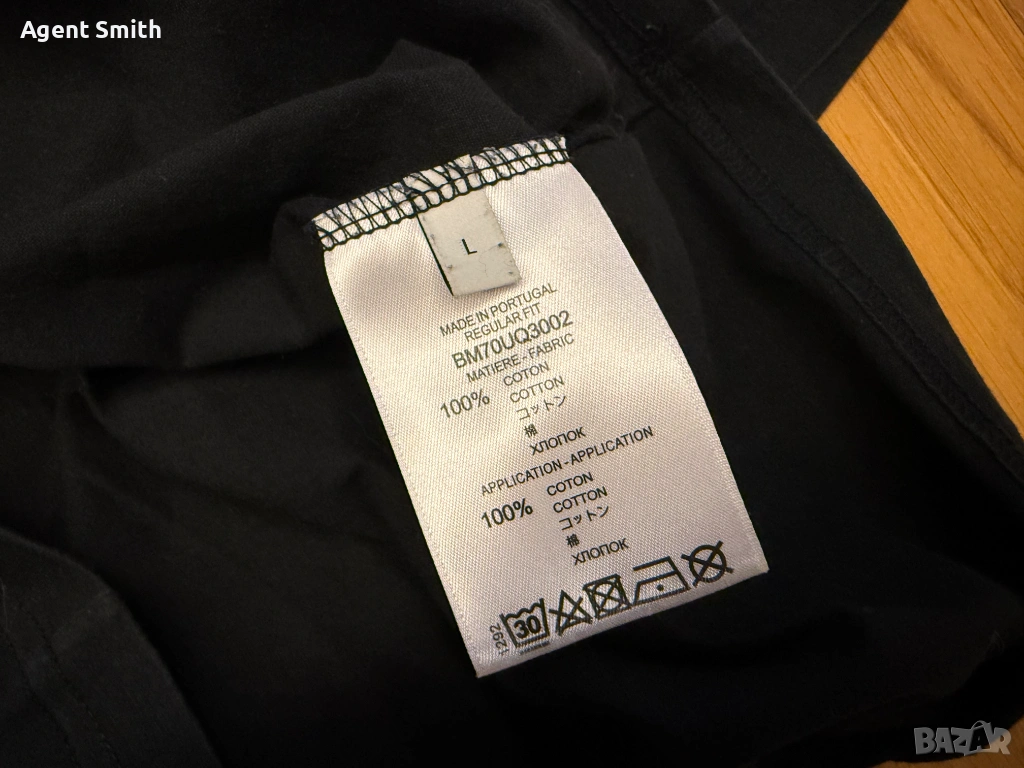 Agent Smith
L
MADE IN PORTUGAL
REGULAR FIT
BM70UQ3002
MATIERE - FABRIC
100% COTON
COTTON
コットン
棉
ХЛОПОК
APPLICATION - APPLICATION
100% COTON
COTTON
コットン
棉
ХЛОПОК
1292
30
BAZAR